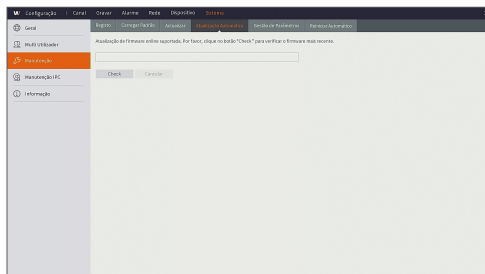 W Configuração | Canal Gravar Alarme Rede Dispositivo Sistema
Registo Carregar Padrão Actualizar Atualização Automática Gestão de Parâmetros Reiniciar Automático
Geral
Multi Utilizador
Manutenção
Manutenção IPC
Informação
Atualização de firmware online suportada. Por favor, clique no botão "Check" para verificar o firmware mais recente.
Check Cancelar